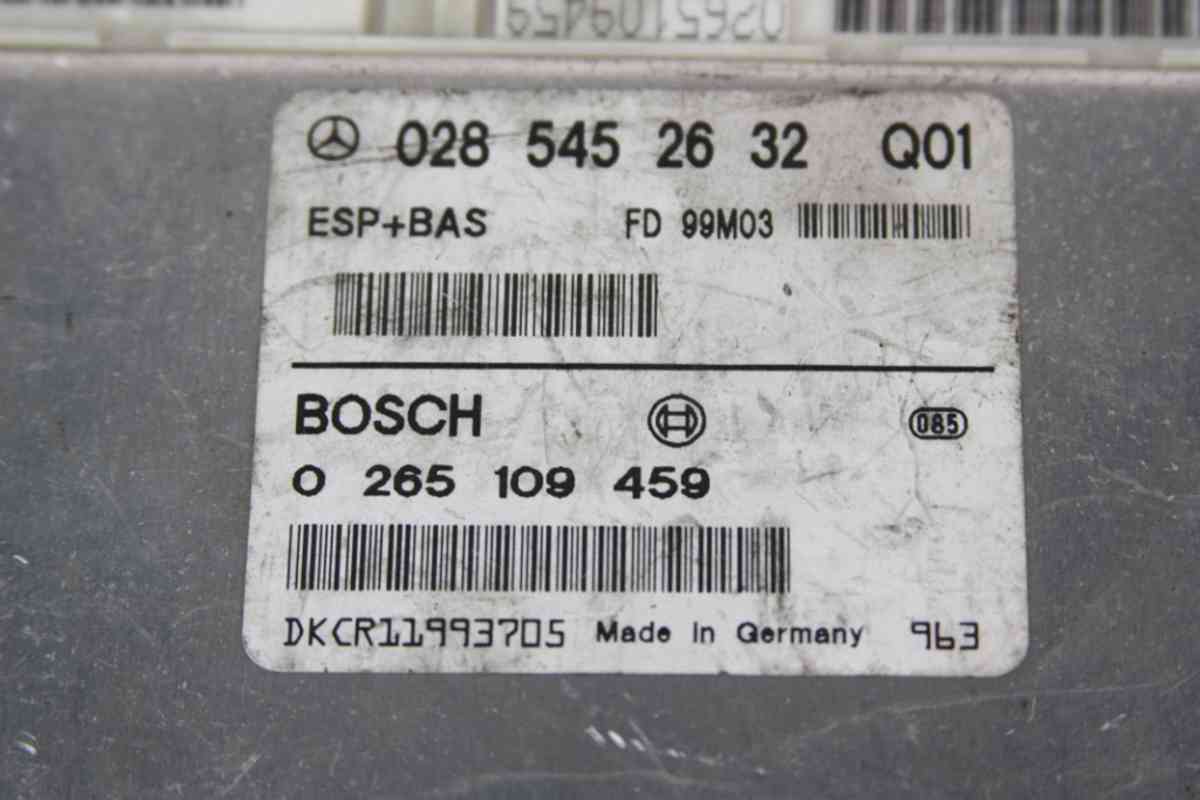 0265109459
028 545 26 32 Q01
ESP+BAS FD 99M03
BOSCH 085
0 265 109 459
DKCR11993705 Made in Germany 963